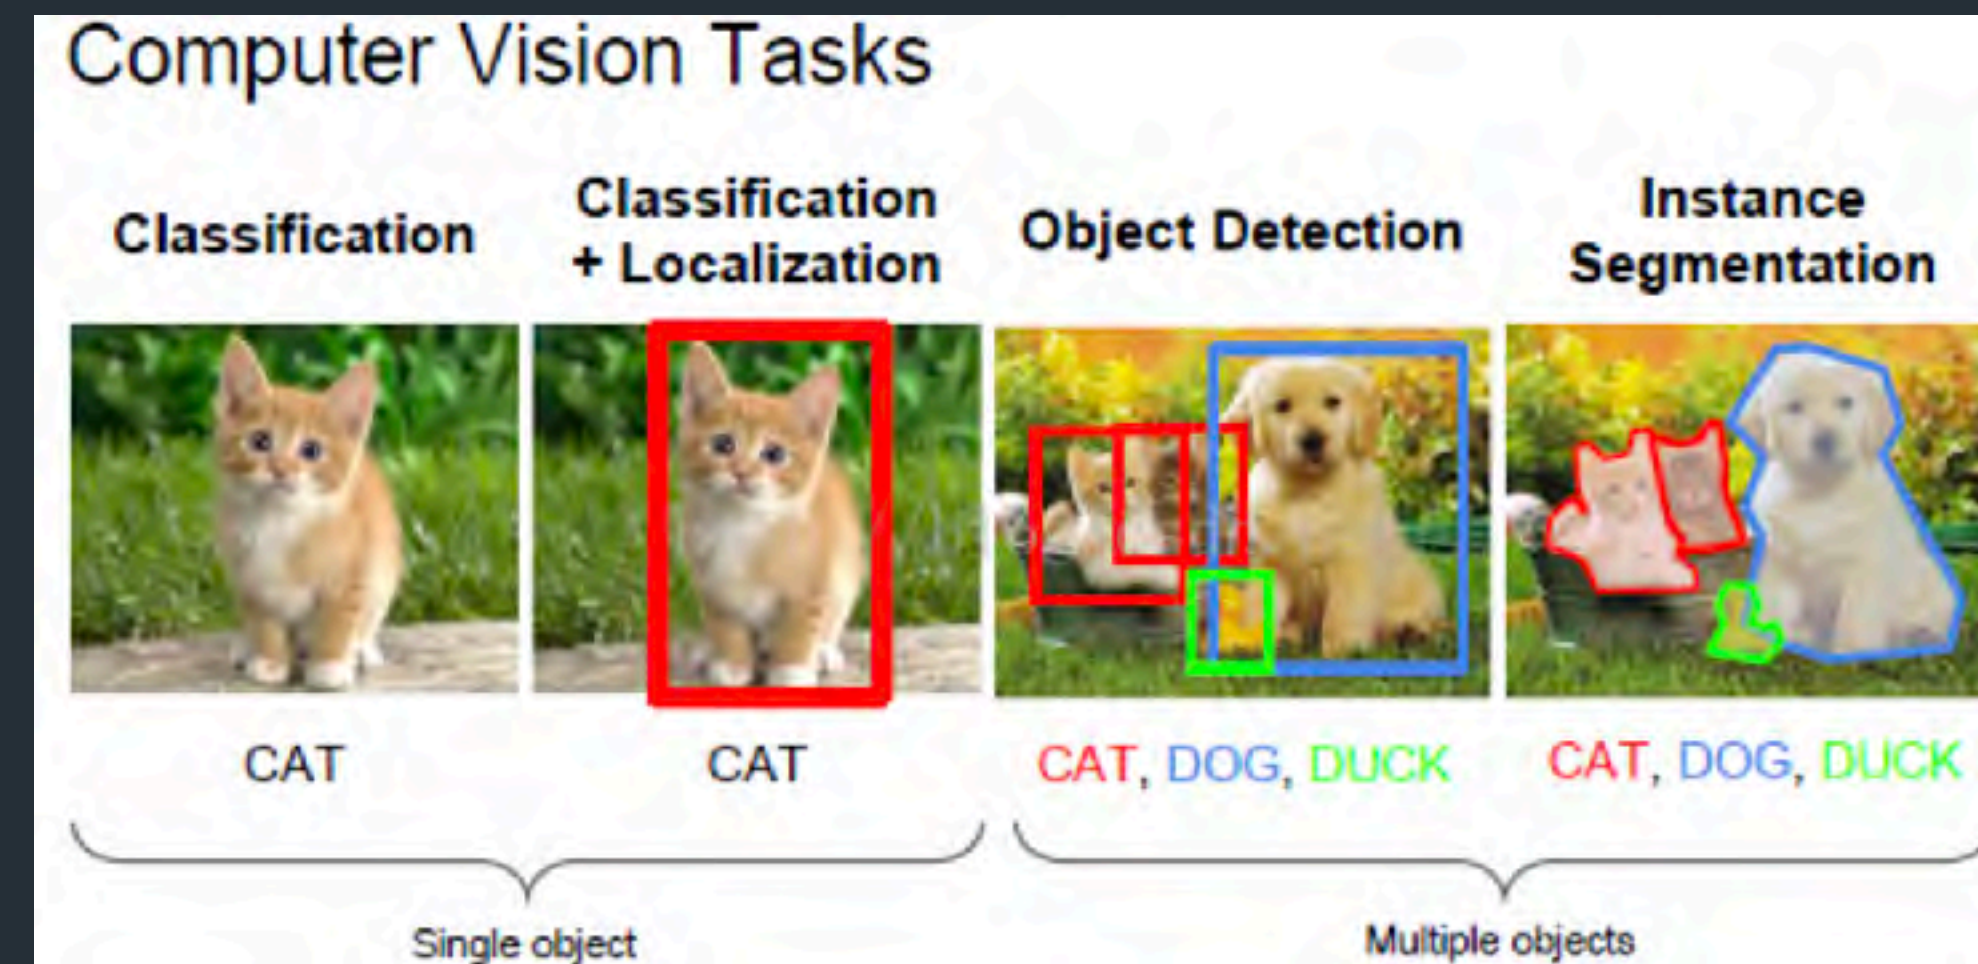 Computer Vision Tasks
Classification
Classification
+ Localization
Object Detection
Instance
Segmentation
CAT
CAT
CAT, DOG, DUCK
CAT, DOG, DUCK
Single object
Multiple objects